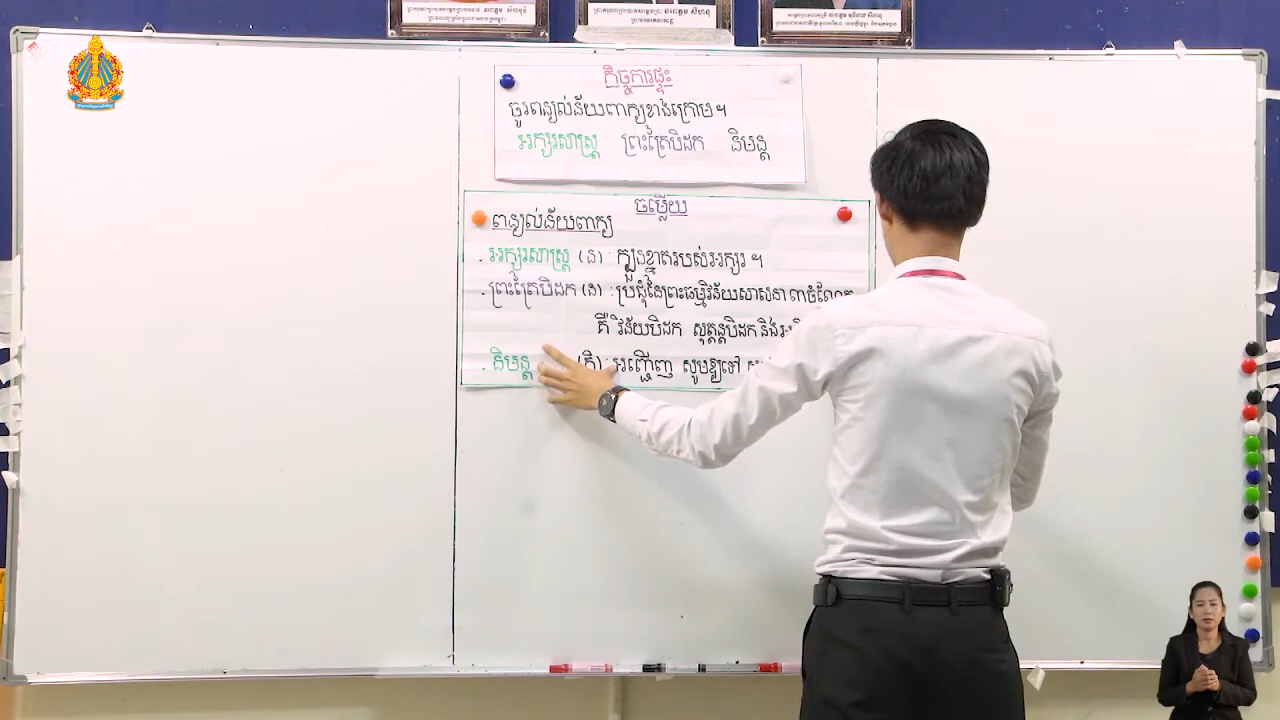 កិច្ចការផ្ទះ
ចូរពន្យល់ន័យពាក្យខាងក្រោម។
អក្សរសាស្ត្រ ព្រះត្រៃបិដក និមន្ត
ចម្លើយ
ពន្យល់ន័យពាក្យ
- អក្សរសាស្ត្រ (ន) : ក្បួនខ្នាតរបស់អក្សរ ។
- ព្រះត្រៃបិដក (ន) : ប្រជុំនៃព្រះធម្មវិន័យសាសនា ៣ចំណែក
គឺ វិន័យបិដក សុត្តន្តបិដក និង
- និមន្ត (កិ) : អញ្ជើញ សូមឱ្យទៅ